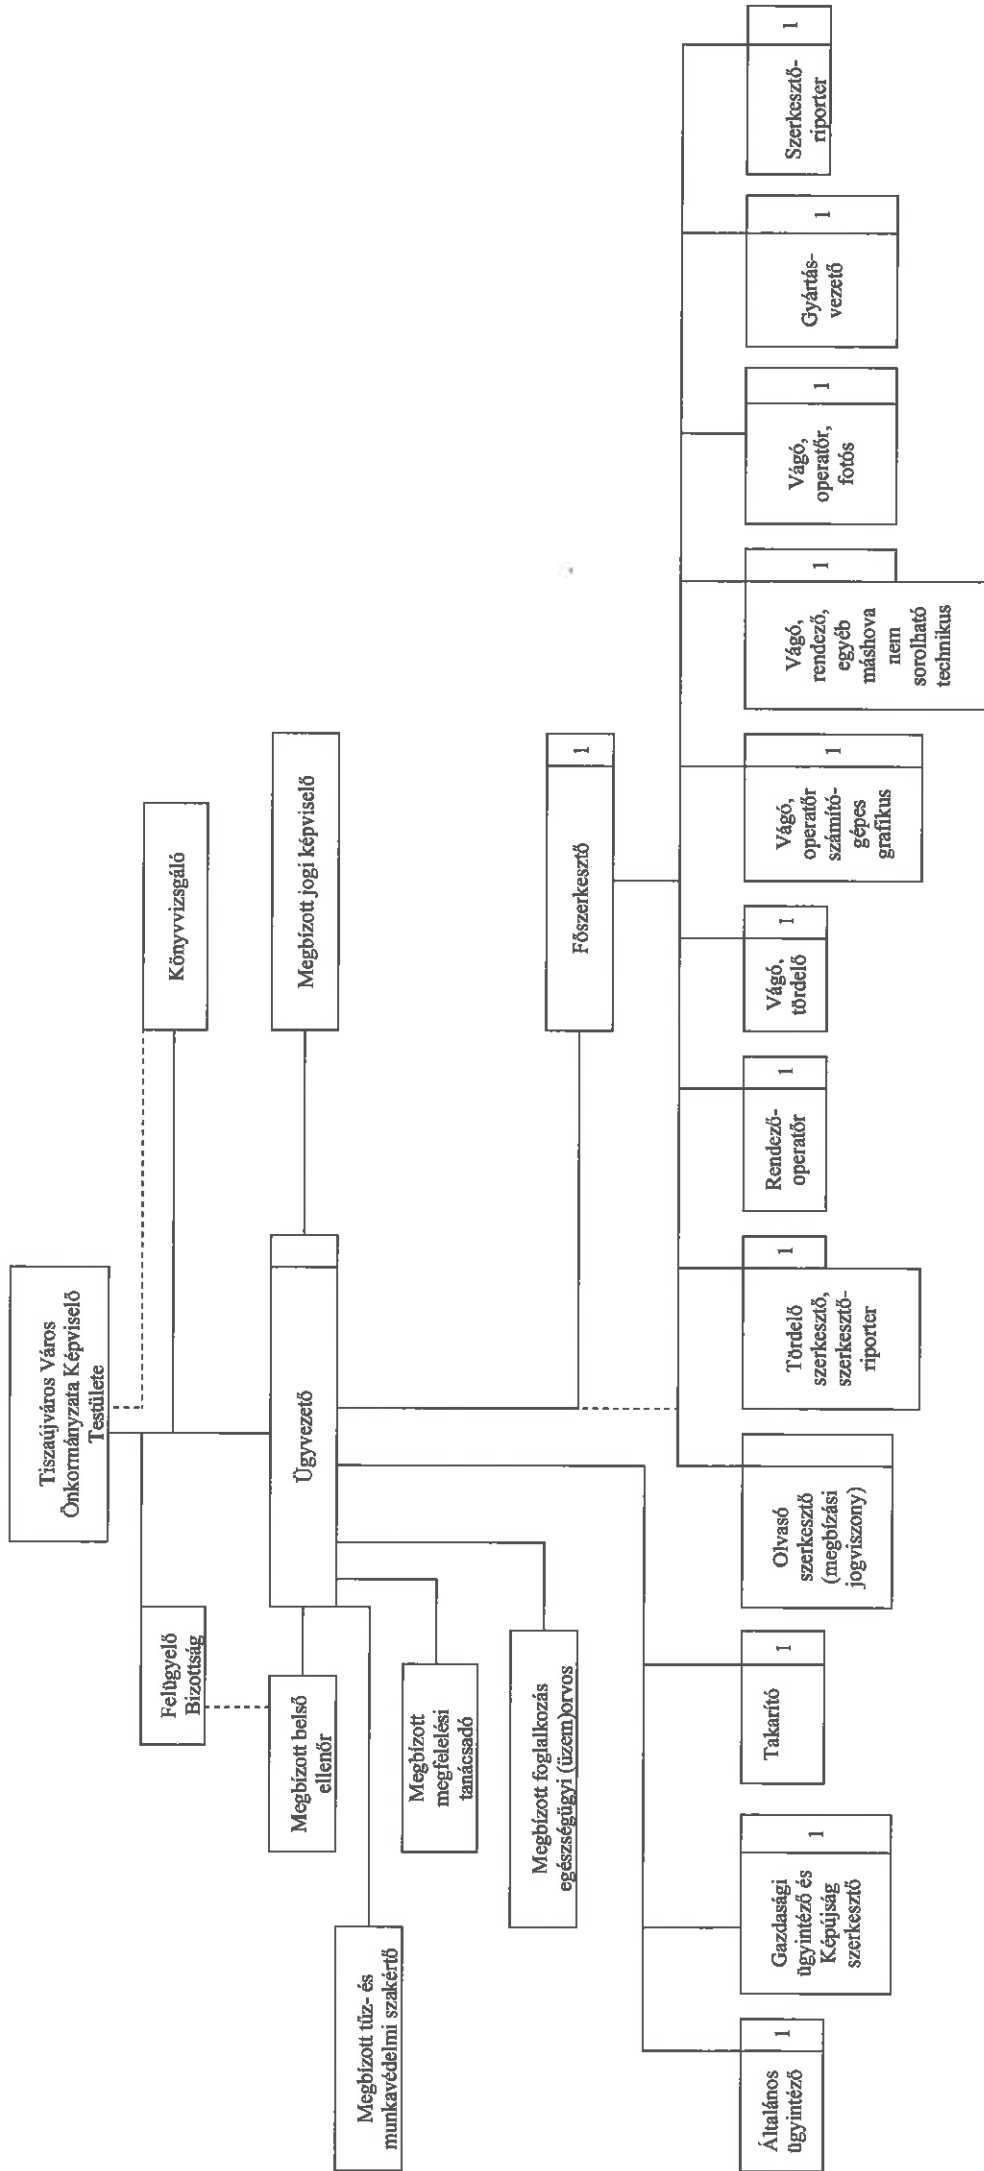 Tiszaújváros Város
Önkormányzata Képviselő
Testülete
Felügyelő
Bizottság
Könyvvizsgáló
Megbízott belső
ellenőr
Ügyvezető
Megbízott jogi képviselő
Megbízott tűz- és
munkavédelmi szakértő
Megbízott
megfelelési
tanácsadó
Megbízott foglalkozás
egészségügyi (üzem)orvos
Főszerkesztő
1
Általános
ügyintéző
1
Gazdasági
ügyintéző és
Képújság
szerkesztő
1
Takarító
1
Olvasó
szerkesztő
(megbízási
jogviszony)
Tördelő
szerkesztő,
szerkesztő-
riporter
1
Rendező-
operatőr
1
Vágó,
tördelő
1
Vágó,
operatőr
számító-
gépes
grafikus
1
Vágó,
rendező,
egyéb
máshova
nem
sorolható
technikus
1
Vágó,
operatőr,
fotós
1
Gyártás-
vezető
1
Szerkesztő-
riporter
1